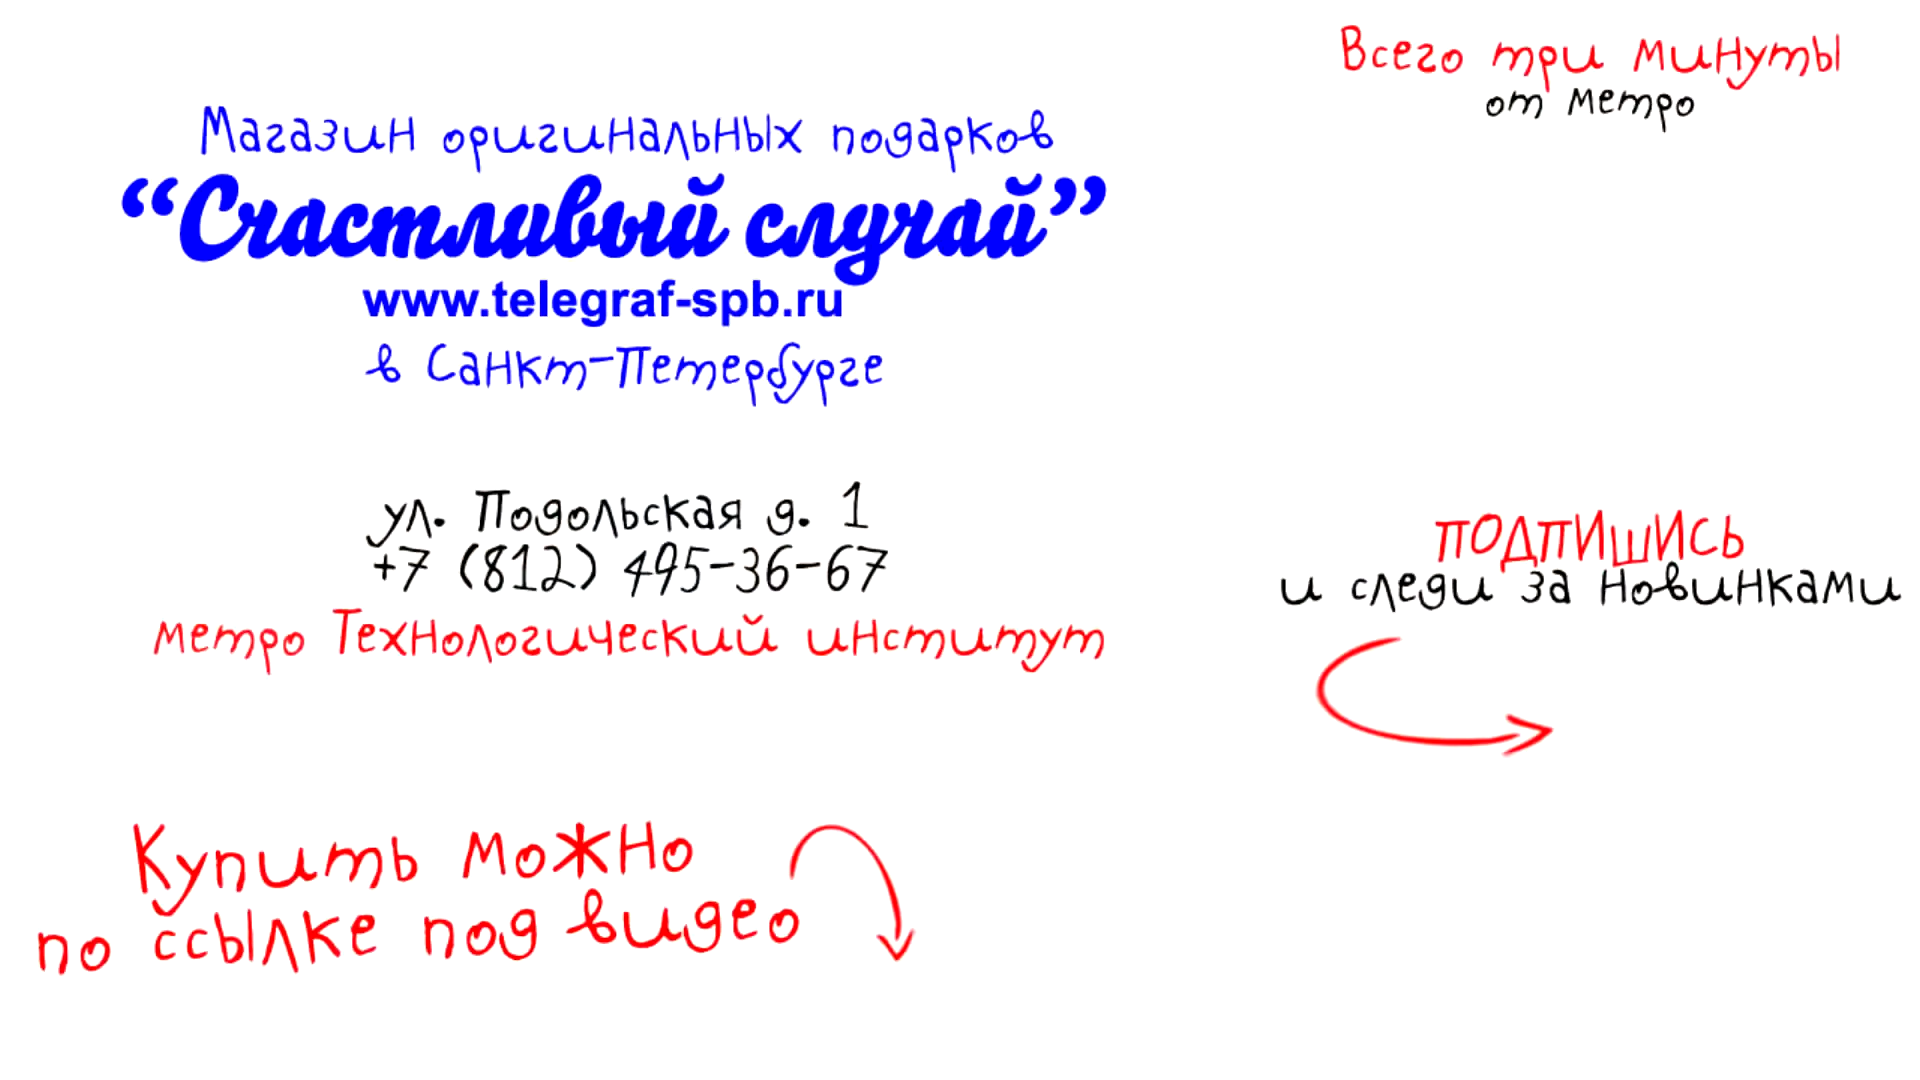 Всего три минуты
от метро
Магазин оригинальных подарков
“Счастливый случай”
www.telegraf-spb.ru
в Санкт-Петербурге
ул. Подольская д. 1
+7 (812) 495-36-67
метро Технологический институт
ПОДПИШИСЬ
и следи за новинками
Купить можно
по ссылке под видео